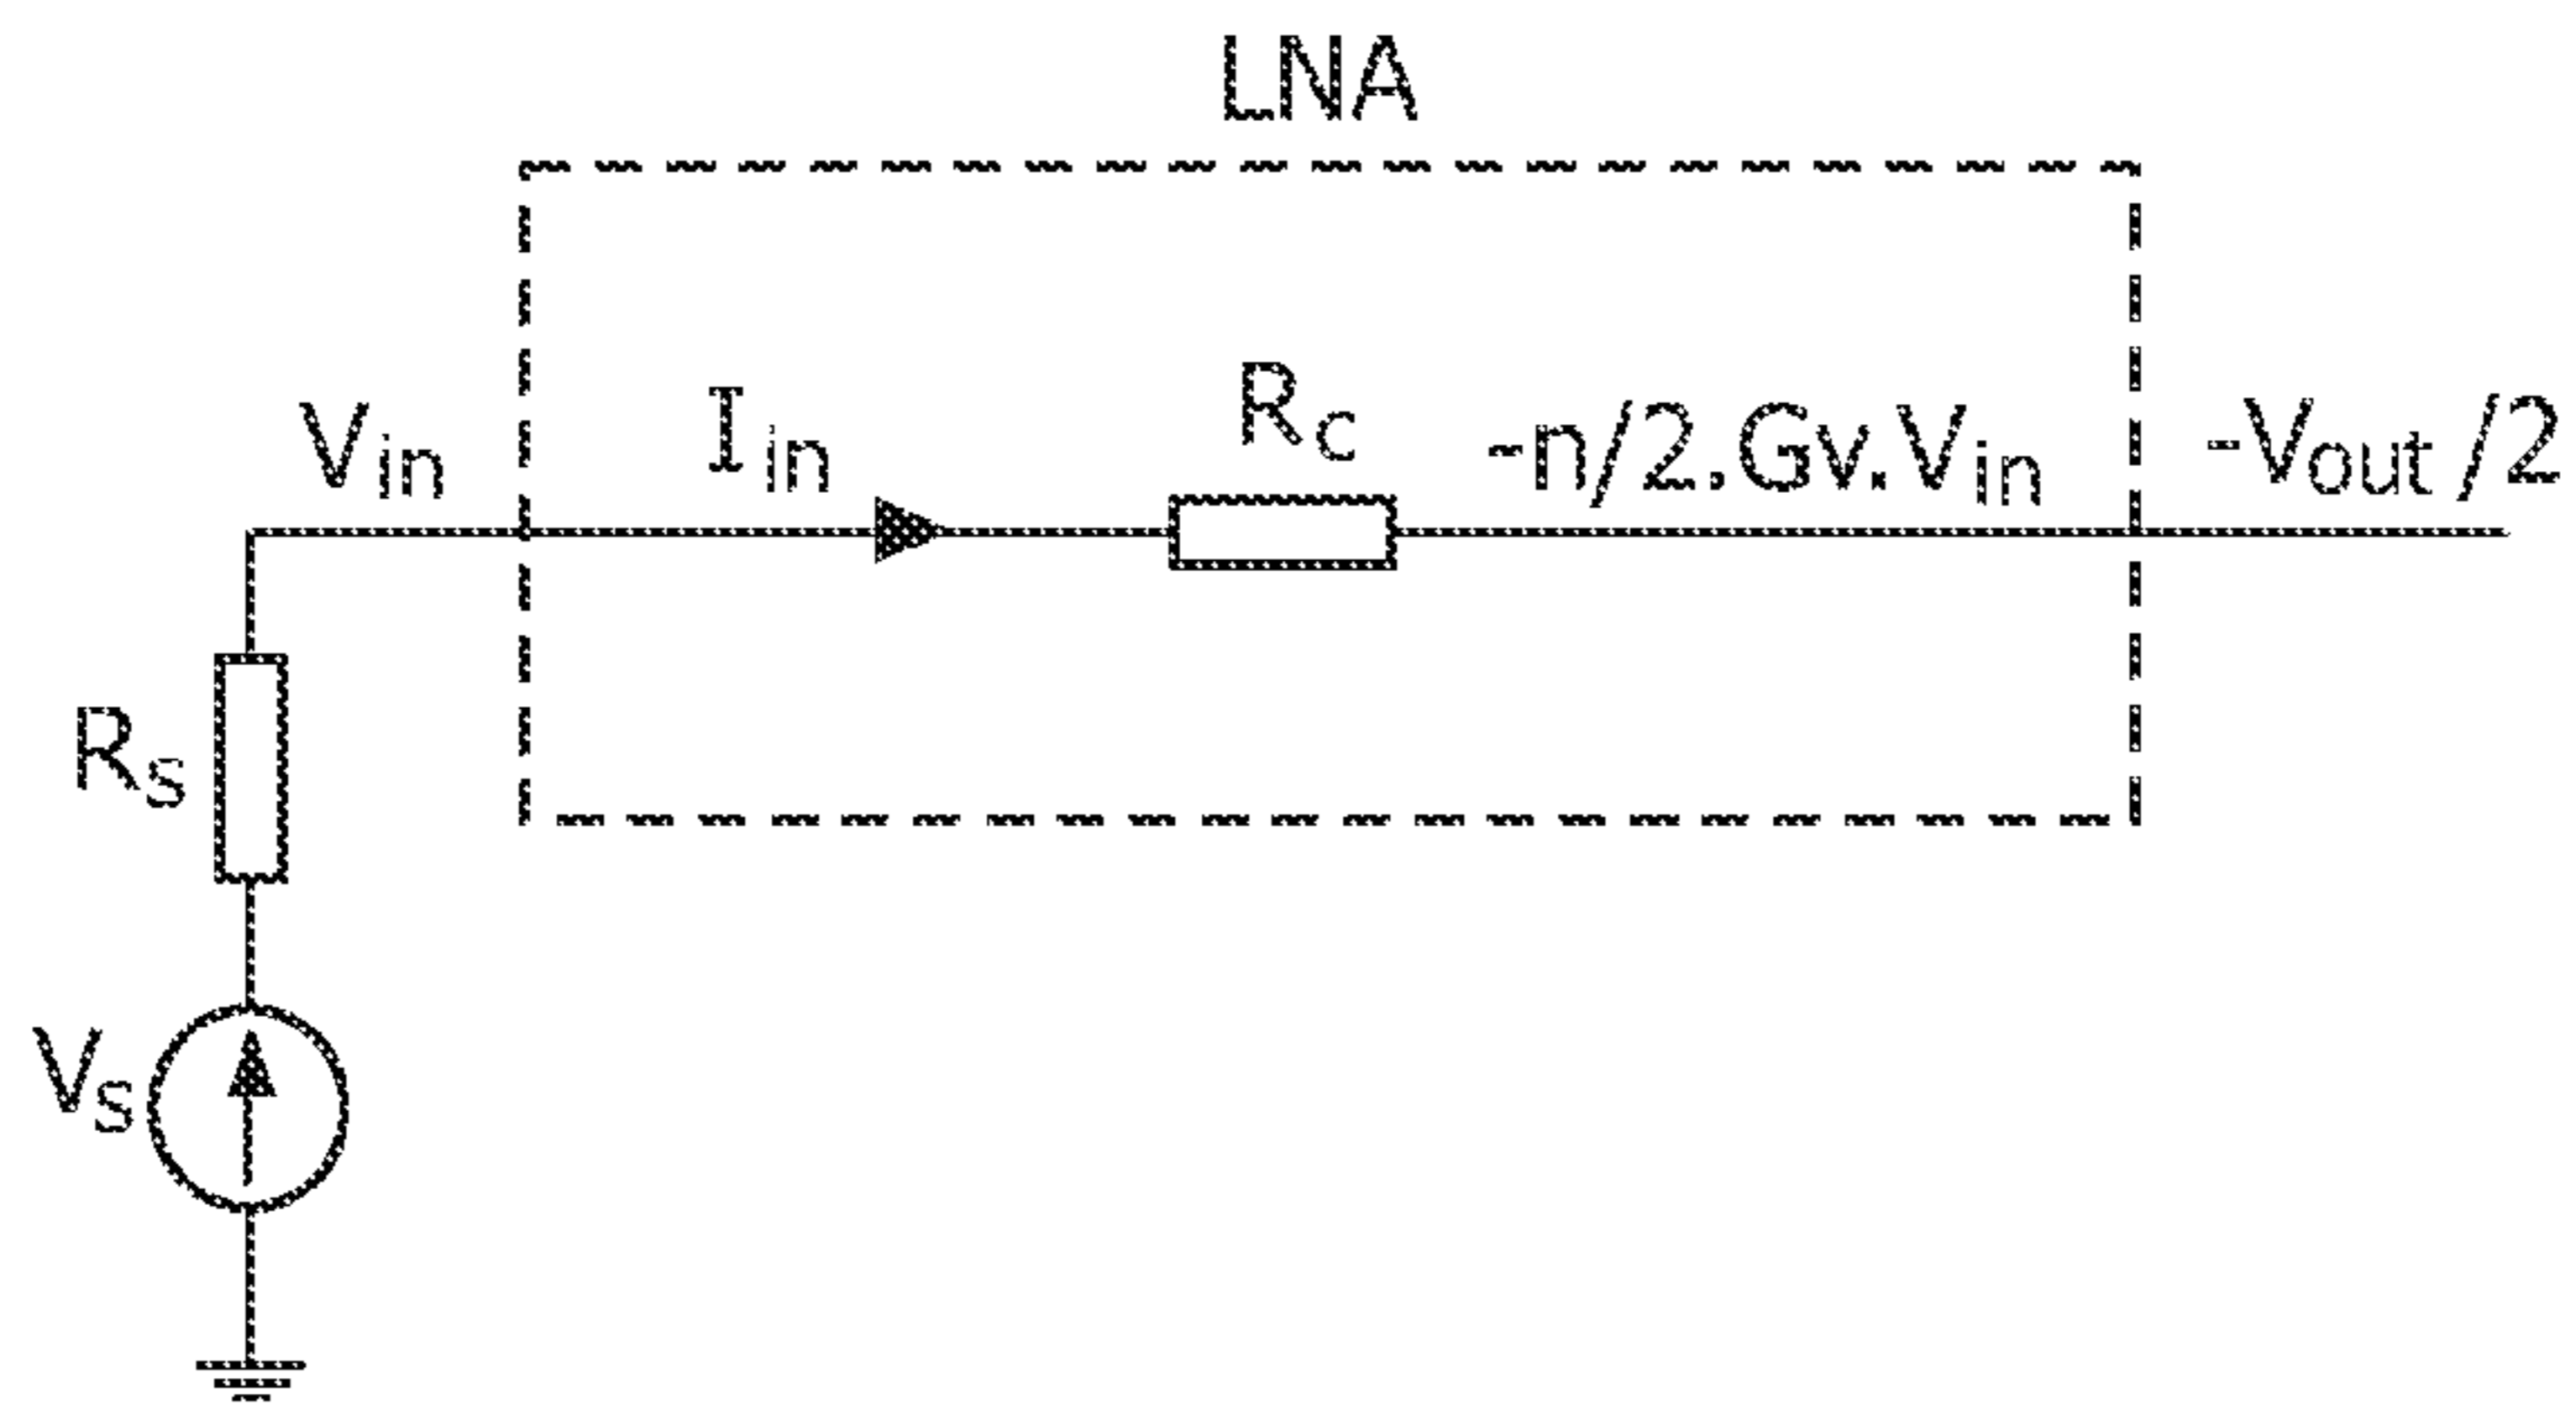 LNA
Vin
Iin
Rc
-n/2.Gv.Vin
-Vout /2
Rs
Vs